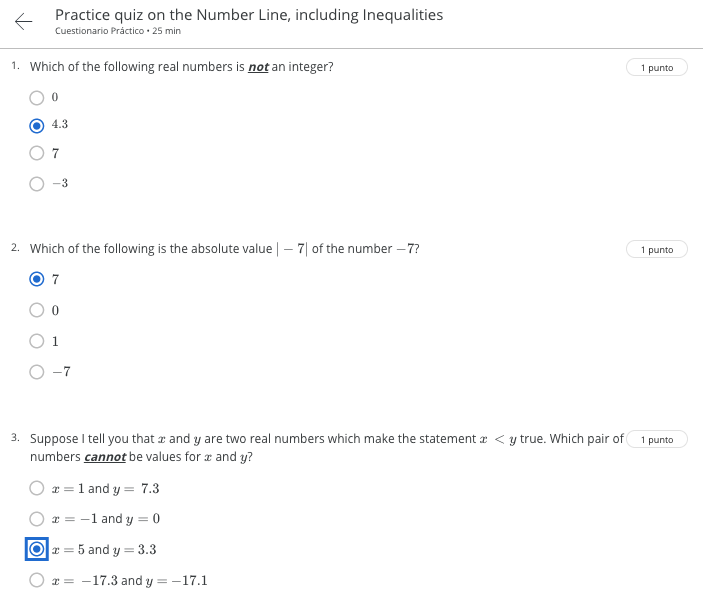 Practice quiz on the Number Line, including Inequalities
Cuestionario Práctico • 25 min
1. Which of the following real numbers is not an integer?
1 punto
0
4.3
7
−3
2. Which of the following is the absolute value | − 7| of the number −7?
1 punto
7
0
1
−7
3. Suppose I tell you that x and y are two real numbers which make the statement x < y true. Which pair of
1 punto
numbers cannot be values for x and y?
x = 1 and y = 7.3
x = −1 and y = 0
x = 5 and y = 3.3
x = −17.3 and y = −17.1